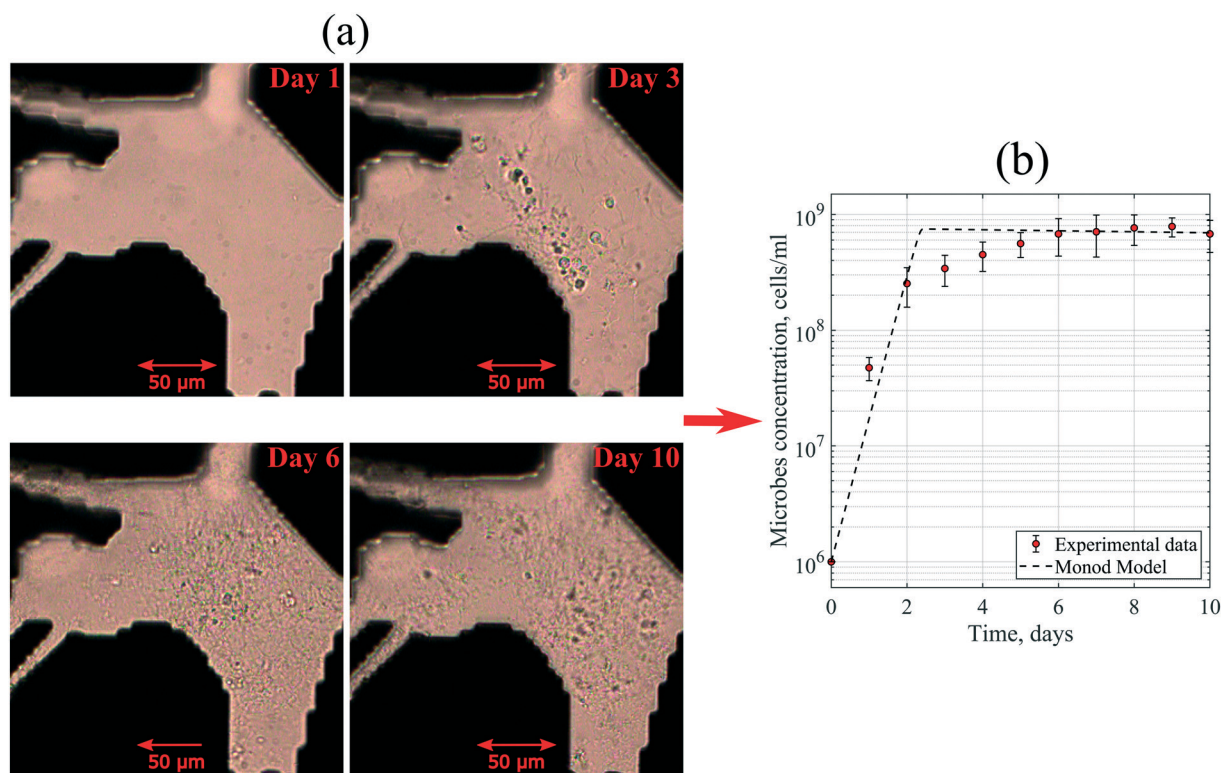 (a)
Day 1
50 μm
Day 3
50 μm
Day 6
50 μm
Day 10
50 μm
(b)
Microbes concentration, cells/ml
10⁹
10⁸
10⁷
10⁶
Experimental data
Monod Model
0 2 4 6 8 10
Time, days